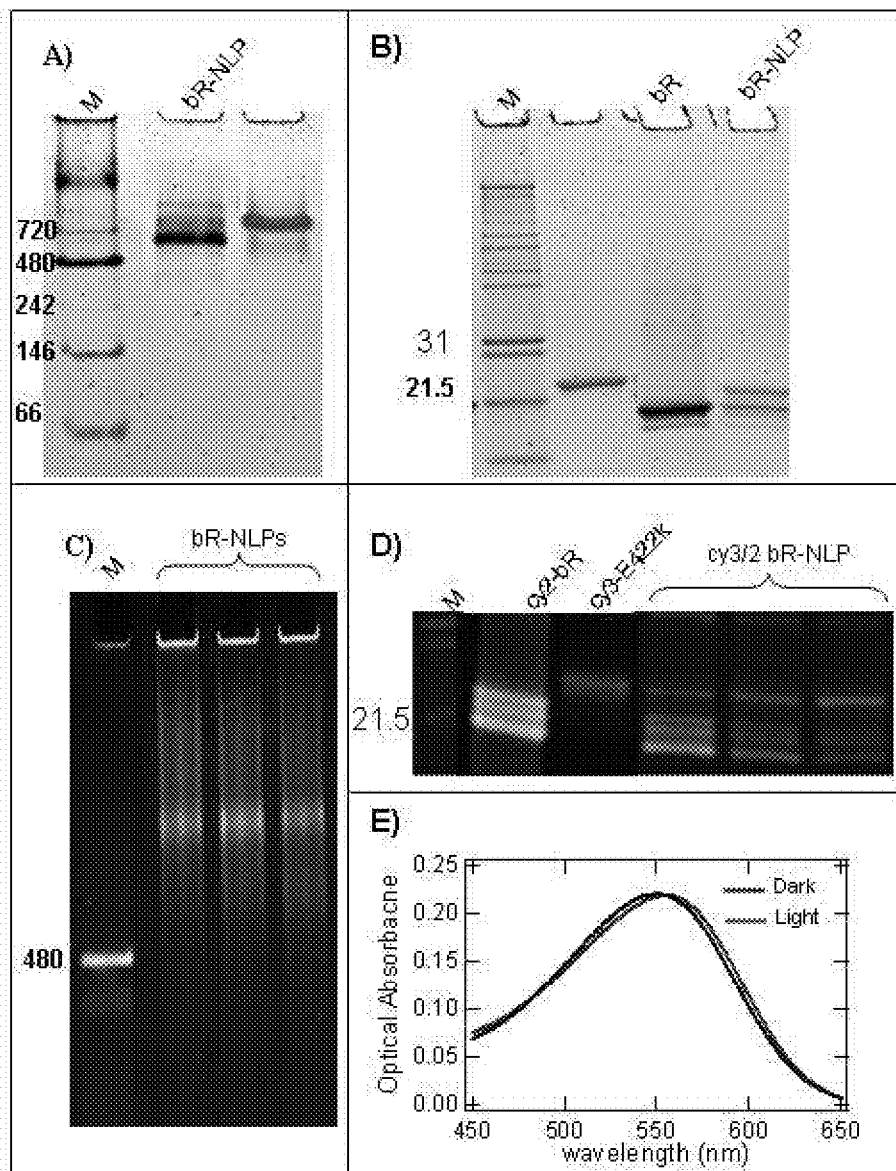 A)
M
bR-NLP
720
480
242
146
66
B)
M
bR
bR-NLP
31
21.5
C)
M
bR-NLPs
480
D)
M
cy2-bR
cy3-E422K
cy3/2 bR-NLP
21.5
E)
Optical Absorbacne
0.25
0.20
0.15
0.10
0.05
0.00
Dark
Light
450
500
550
600
650
wavelength (nm)